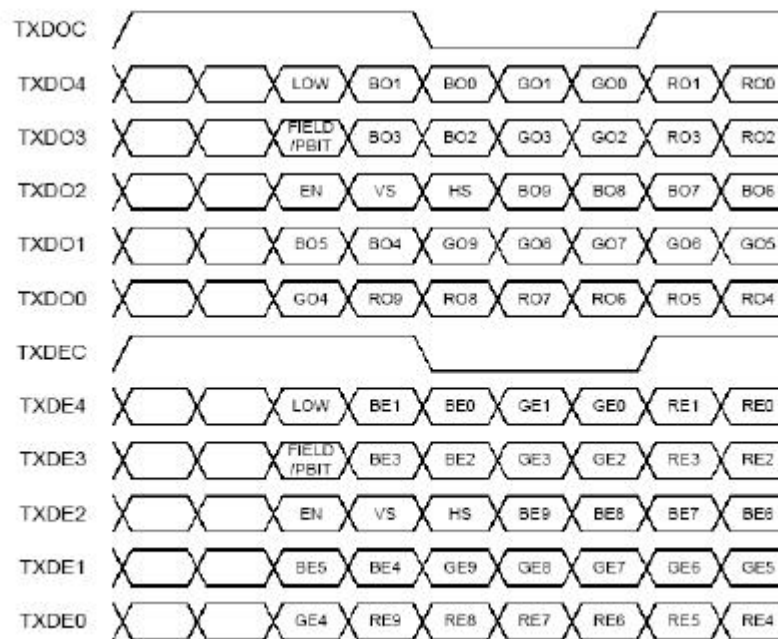 TXDOC
TXDO4 LOW BO1 BO0 GO1 GO0 RO1 RO0
TXDO3 FIELD /PBIT BO3 BO2 GO3 GO2 RO3 RO2
TXDO2 EN VS HS BO9 BO8 BO7 BO6
TXDO1 BO5 BO4 GO9 GO8 GO7 GO6 GO5
TXDO0 GO4 RO9 RO8 RO7 RO6 RO5 RO4
TXDEC
TXDE4 LOW BE1 BE0 GE1 GE0 RE1 RE0
TXDE3 FIELD /PBIT BE3 BE2 GE3 GE2 RE3 RE2
TXDE2 EN VS HS BE9 BE8 BE7 BE6
TXDE1 BE5 BE4 GE9 GE8 GE7 GE6 GE5
TXDE0 GE4 RE9 RE8 RE7 RE6 RE5 RE4